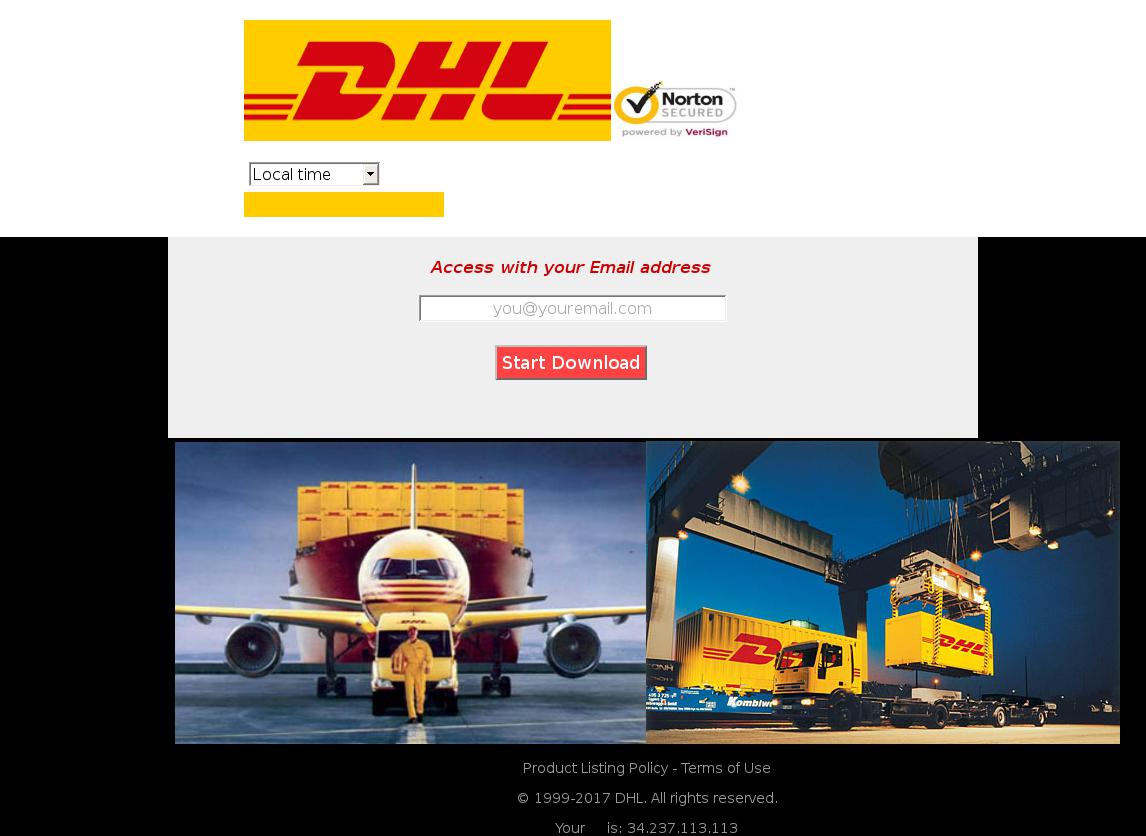 DHL
Norton
SECURED
powered by VeriSign
Local time
Access with your Email address
you@youremail.com
Start Download
DHL
DHL
DHL
Product Listing Policy - Terms of Use
© 1999-2017 DHL. All rights reserved.
Your is: 34.237.113.113